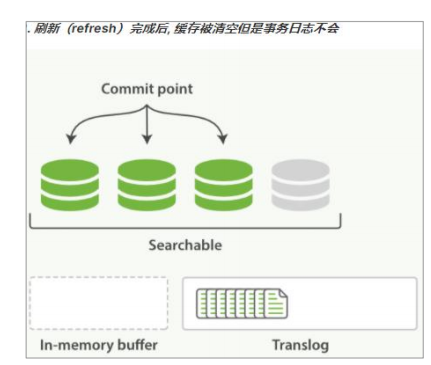 . 刷新（refresh）完成后, 缓存被清空但是事务日志不会
Commit point
Searchable
In-memory buffer
Translog